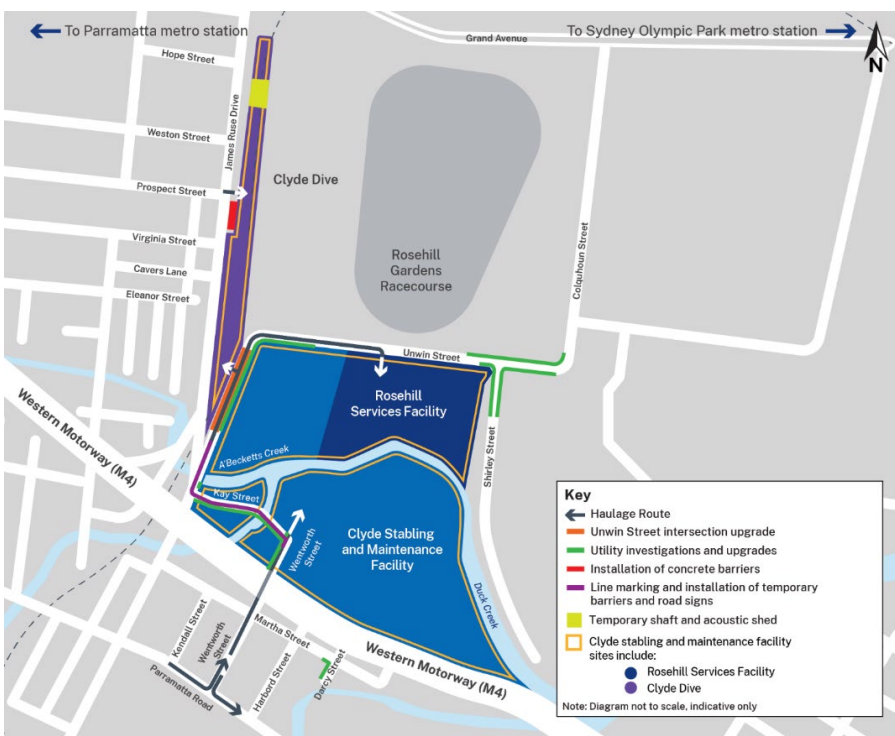 To Parramatta metro station
To Sydney Olympic Park metro station
Grand Avenue
N
Hope Street
James Ruse Drive
Weston Street
Prospect Street
Clyde Dive
Virginia Street
Cavers Lane
Eleanor Street
Rosehill
Gardens
Racecourse
Colquhoun Street
Unwin Street
Rosehill
Services Facility
Western Motorway (M4)
A'Becketts Creek
Shirley Street
Kay Street
Wentworth
Street
Clyde Stabling
and Maintenance
Facility
Duck Creek
Kendall Street
Wentworth
Street
Martha Street
Parramatta Road
Harbord Street
Darcy Street
Western Motorway (M4)
Key
Haulage Route
Unwin Street intersection upgrade
Utility investigations and upgrades
Installation of concrete barriers
Line marking and installation of temporary
barriers and road signs
Temporary shaft and acoustic shed
Clyde stabling and maintenance facility
sites include:
Rosehill Services Facility
Clyde Dive
Note: Diagram not to scale, indicative only